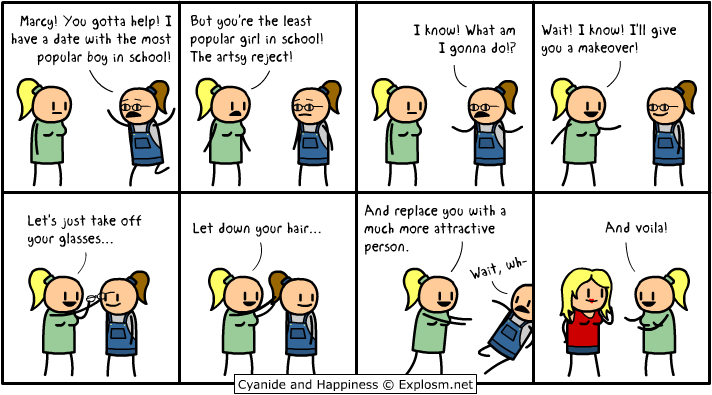 Marcy! You gotta help! I
have a date with the most
popular boy in school!
But you're the least
popular girl in school!
The artsy reject!
I know! What am
I gonna do!?
Wait! I know! I'll give
you a makeover!
Let's just take off
your glasses...
Let down your hair...
And replace you with a
much more attractive
person.
Wait, wh-
And voila!
Cyanide and Happiness © Explosm.net